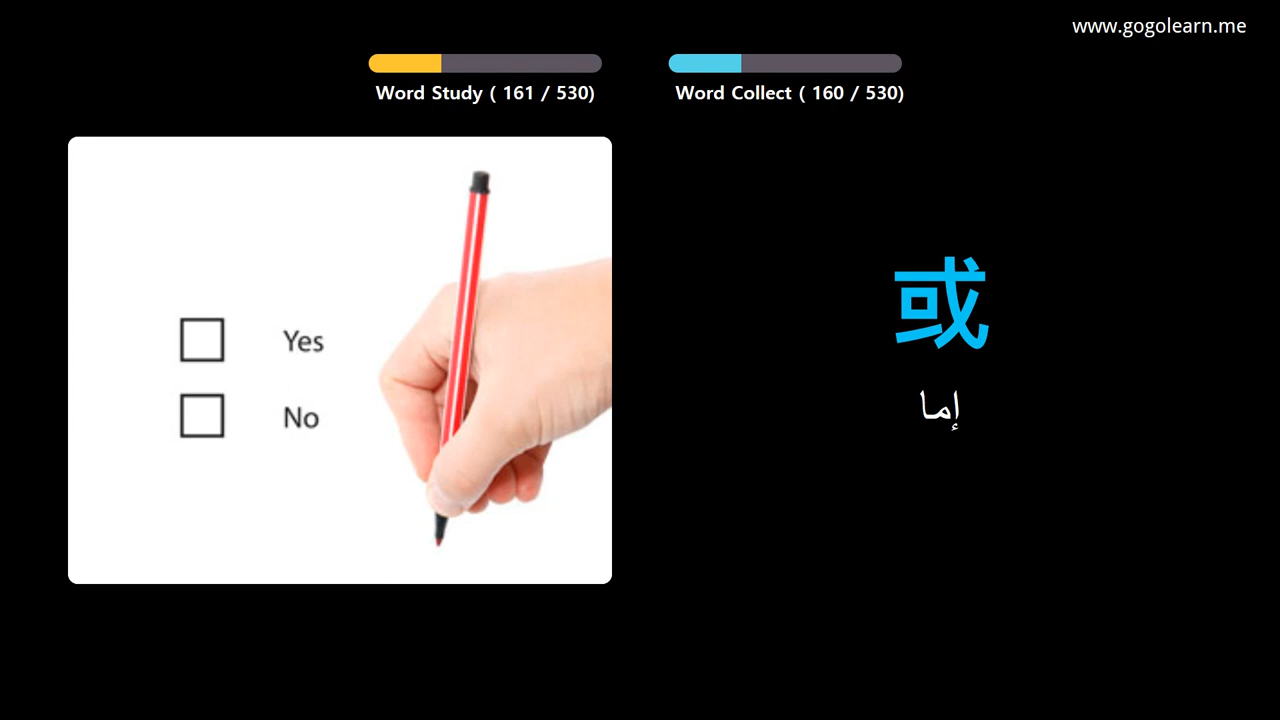 www.gogolearn.me
Word Study ( 161 / 530)
Word Collect ( 160 / 530)
Yes
No
或
إما